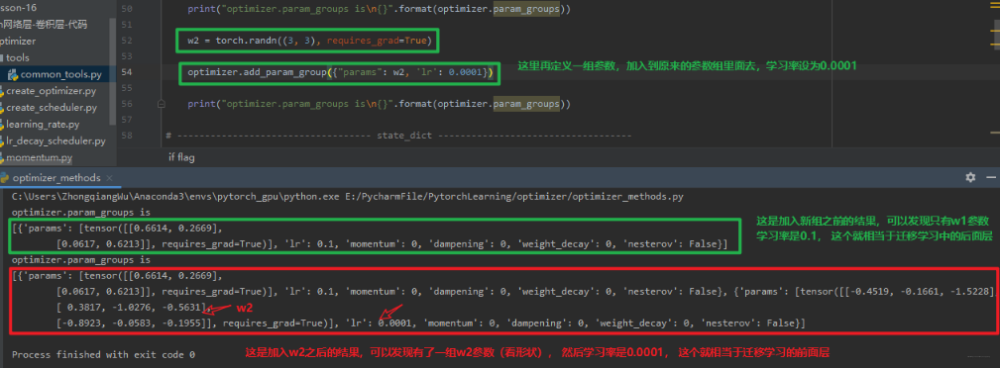 sson-16
n网络层-卷积层-代码
ptimizer
tools
common_tools.py
create_optimizer.py
create_scheduler.py
learning_rate.py
lr_decay_scheduler.py
momentum.py
50 print("optimizer.param_groups is\n{}".format(optimizer.param_groups))
51
52 w2 = torch.randn((3, 3), requires_grad=True)
53
54 optimizer.add_param_group({"params": w2, 'lr': 0.0001})
这里再定义一组参数，加入到原来的参数组里面去，学习率设为0.0001
55
56 print("optimizer.param_groups is\n{}".format(optimizer.param_groups))
57
58 # ----------------------------------- state_dict -----------------------------------
if flag
optimizer_methods ×
C:\Users\ZhongqiangWu\Anaconda3\envs\pytorch_gpu\python.exe E:/PycharmFile/PytorchLearning/optimizer/optimizer_methods.py
optimizer.param_groups is
[{'params': [tensor([[0.6614, 0.2669],
[0.0617, 0.6213]], requires_grad=True)], 'lr': 0.1, 'momentum': 0, 'dampening': 0, 'weight_decay': 0, 'nesterov': False}]
这是加入新组之前的结果，可以发现只有w1参数
学习率是0.1， 这个就相当于迁移学习中的后面层
optimizer.param_groups is
[{'params': [tensor([[0.6614, 0.2669],
[0.0617, 0.6213]], requires_grad=True)], 'lr': 0.1, 'momentum': 0, 'dampening': 0, 'weight_decay': 0, 'nesterov': False}, {'params': [tensor([[-0.4519, -0.1661, -1.5228],
[ 0.3817, -1.0276, -0.5631],
w2
[-0.8923, -0.0583, -0.1955]], requires_grad=True)], 'lr': 0.0001, 'momentum': 0, 'dampening': 0, 'weight_decay': 0, 'nesterov': False}]
Process finished with exit code 0
这是加入w2之后的结果，可以发现有了一组w2参数（看形状）， 然后学习率是0.0001， 这个就相当于迁移学习的前面层